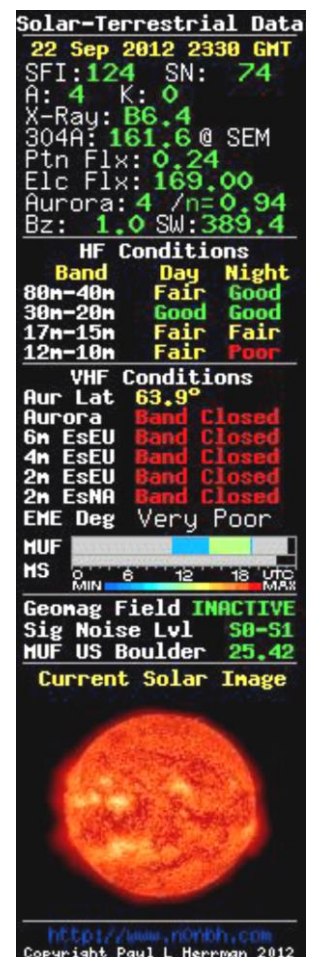 Solar-Terrestrial Data
22 Sep 2012 2330 GMT
SFI:124 SN: 74
A: 4 K: 0
X-Ray: B6.4
304A: 161.6 @ SEM
Ptn Flx: 0.24
Elc Flx: 169.00
Aurora: 4 /n=0.94
Bz: 1.0 SW:389.4
HF Conditions
Band Day Night
80m-40m Fair Good
30m-20m Good Good
17m-15m Fair Fair
12m-10m Fair Poor
VHF Conditions
Aur Lat 63.9°
Aurora Band Closed
6m EsEU Band Closed
4m EsEU Band Closed
2m EsEU Band Closed
2m EsNA Band Closed
EME Deg Very Poor
MUF
MS 0 6 12 18 UTC
MIN MAX
Geomag Field INACTIVE
Sig Noise Lvl S0-S1
MUF US Boulder 25.42
Current Solar Image
http://www.n0nbh.com
Copyright Paul L Herrman 2012